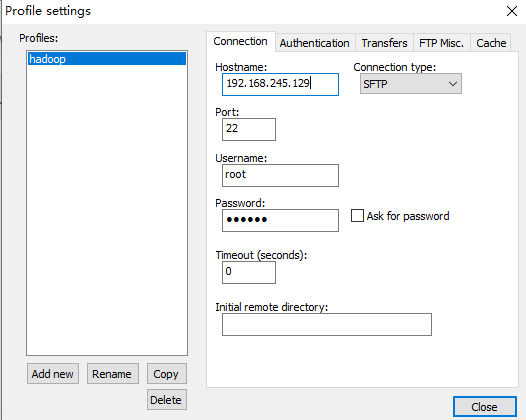 Profile settings
Profiles:
hadoop
Add new
Rename
Copy
Delete
Connection
Authentication
Transfers
FTP Misc.
Cache
Hostname:
192.168.245.129
Connection type:
SFTP
Port:
22
Username:
root
Password:
●●●●●●
Ask for password
Timeout (seconds):
0
Initial remote directory:
Close